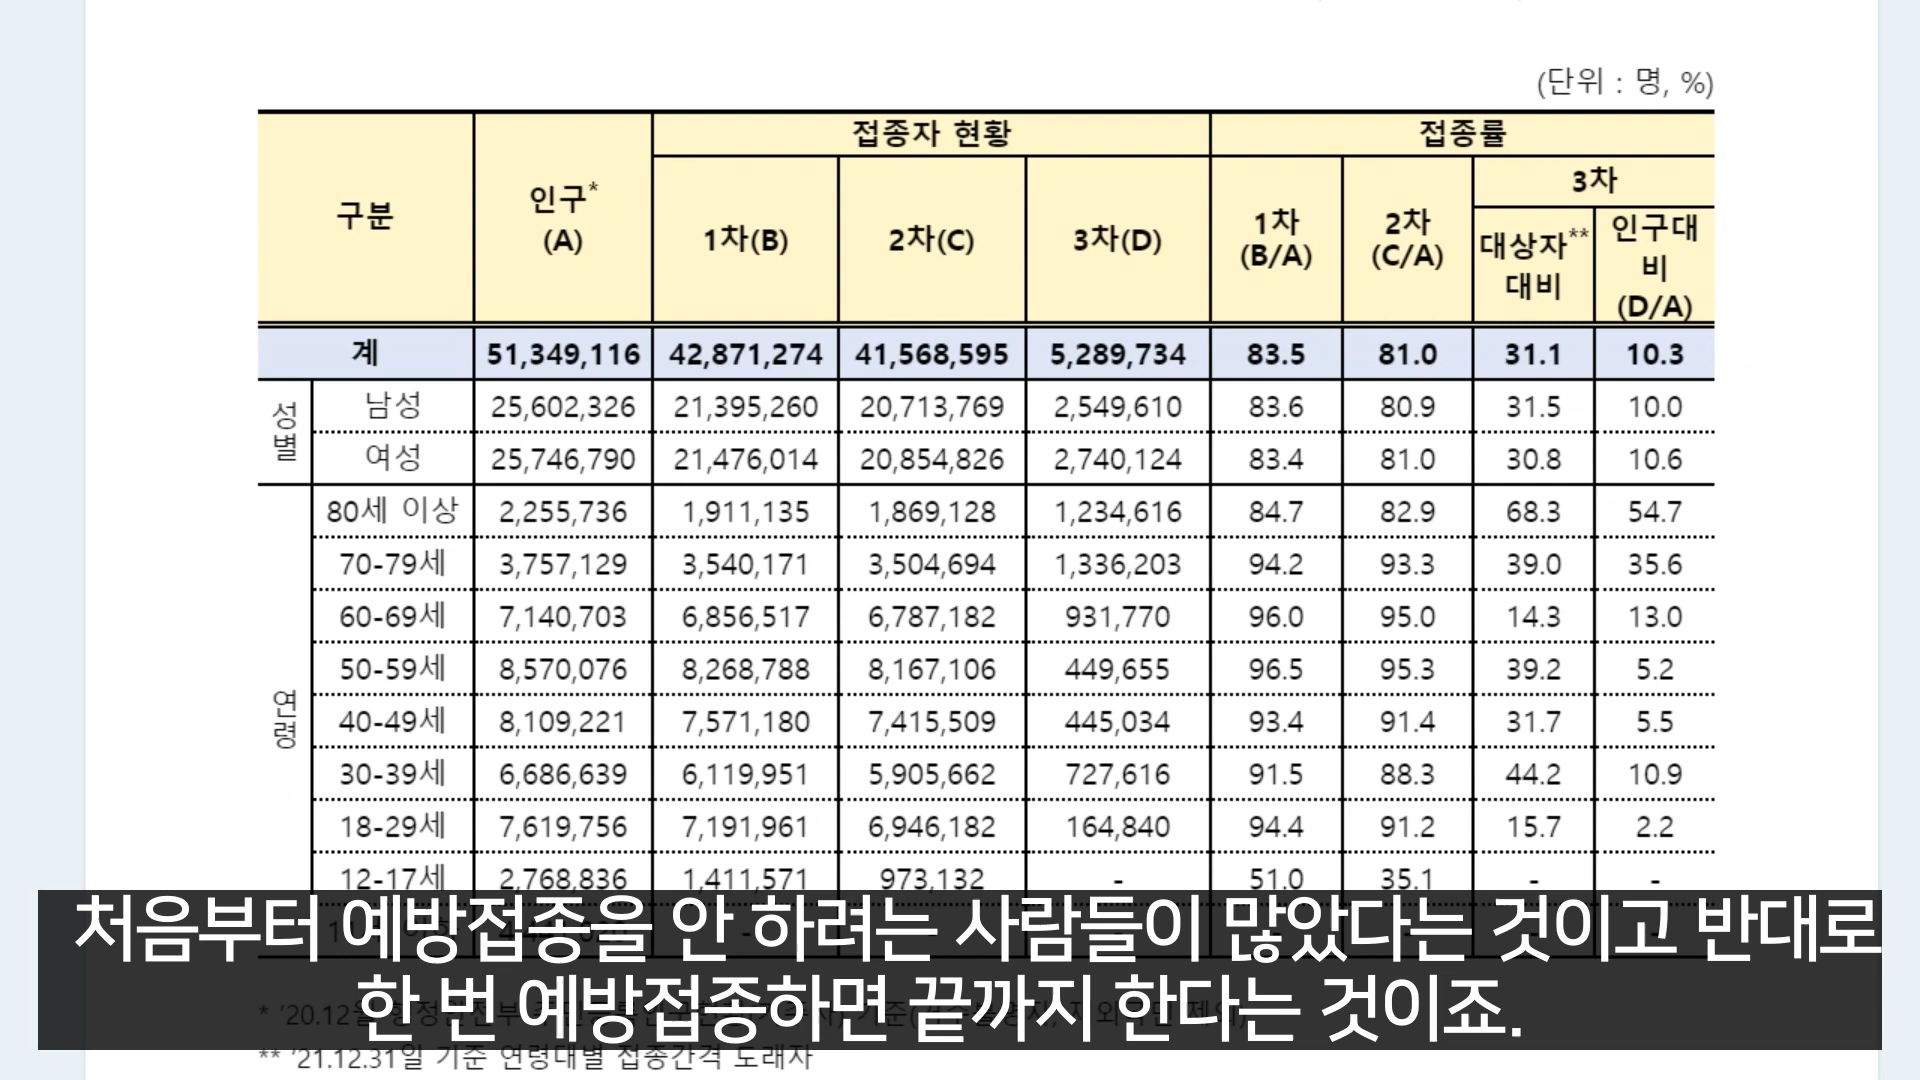 (단위 : 명, %)
구분 인구* (A) 접종자 현황 접종률
1차(B) 2차(C) 3차(D) 1차 (B/A) 2차 (C/A) 3차
대상자** 대비 인구대비 (D/A)
계 51,349,116 42,871,274 41,568,595 5,289,734 83.5 81.0 31.1 10.3
성별 남성 25,602,326 21,395,260 20,713,769 2,549,610 83.6 80.9 31.5 10.0
여성 25,746,790 21,476,014 20,854,826 2,740,124 83.4 81.0 30.8 10.6
연령 80세 이상 2,255,736 1,911,135 1,869,128 1,234,616 84.7 82.9 68.3 54.7
70-79세 3,757,129 3,540,171 3,504,694 1,336,203 94.2 93.3 39.0 35.6
60-69세 7,140,703 6,856,517 6,787,182 931,770 96.0 95.0 14.3 13.0
50-59세 8,570,076 8,268,788 8,167,106 449,655 96.5 95.3 39.2 5.2
40-49세 8,109,221 7,571,180 7,415,509 445,034 93.4 91.4 31.7 5.5
30-39세 6,686,639 6,119,951 5,905,662 727,616 91.5 88.3 44.2 10.9
18-29세 7,619,756 7,191,961 6,946,182 164,840 94.4 91.2 15.7 2.2
12-17세 2,768,836 1,411,571 973,132 - 51.0 35.1 - -
처음부터 예방접종을 안 하려는 사람들이 많았다는 것이고 반대로
한 번 예방접종하면 끝까지 한다는 것이죠.
* '20.12월
** '21.12.31일 기준 연령대별 접종간격 도래자